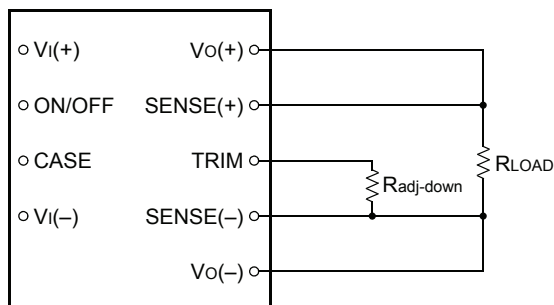 VI(+)
VO(+)
ON/OFF
SENSE(+)
CASE
TRIM
Radj-down
RLOAD
VI(–)
SENSE(–)
VO(–)